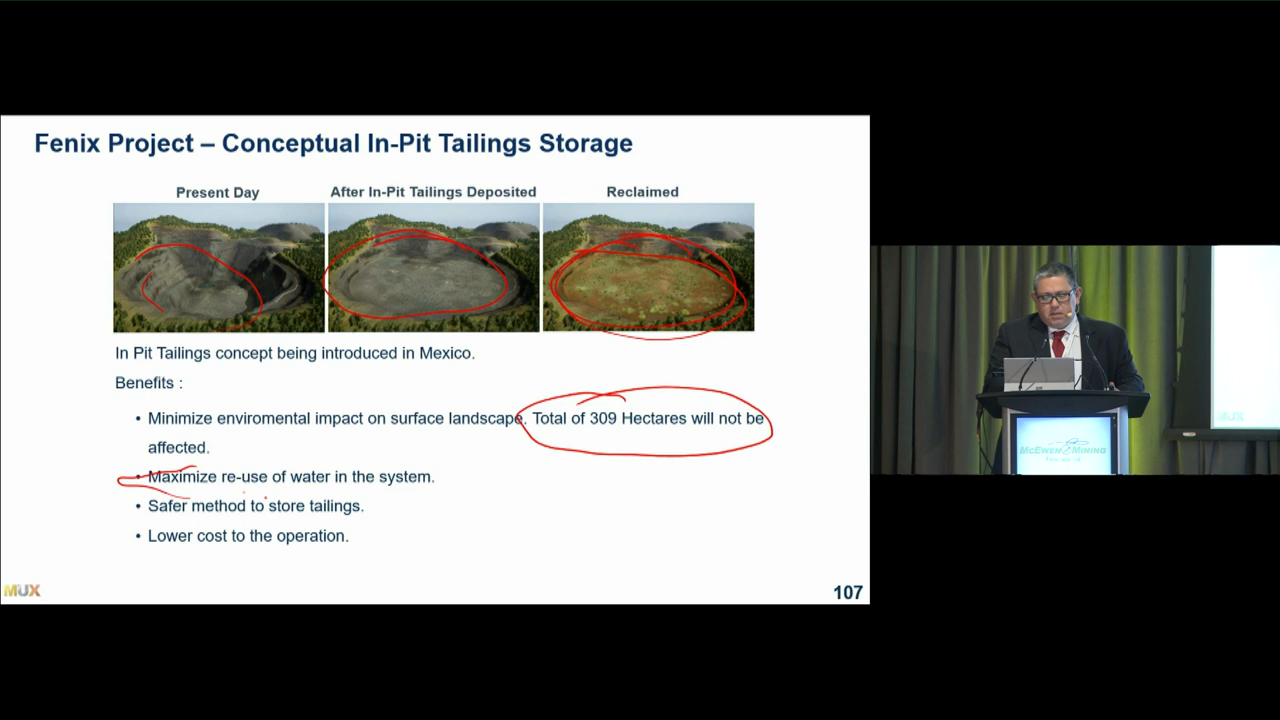 Fenix Project – Conceptual In-Pit Tailings Storage
Present Day
After In-Pit Tailings Deposited
Reclaimed
In Pit Tailings concept being introduced in Mexico.
Benefits :
• Minimize enviromental impact on surface landscape. Total of 309 Hectares will not be
affected.
• Maximize re-use of water in the system.
• Safer method to store tailings.
• Lower cost to the operation.
MUX
107
McEWEN MINING
MUX